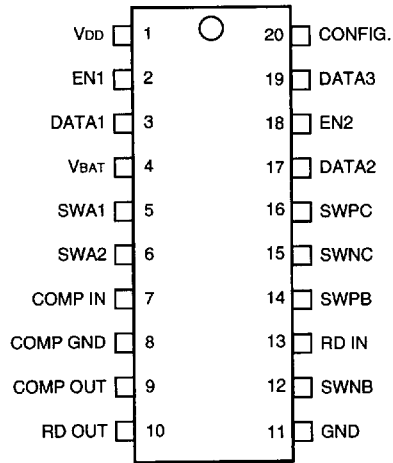 VDD 1 20 CONFIG.
EN1 2 19 DATA3
DATA1 3 18 EN2
VBAT 4 17 DATA2
SWA1 5 16 SWPC
SWA2 6 15 SWNC
COMP IN 7 14 SWPB
COMP GND 8 13 RD IN
COMP OUT 9 12 SWNB
RD OUT 10 11 GND